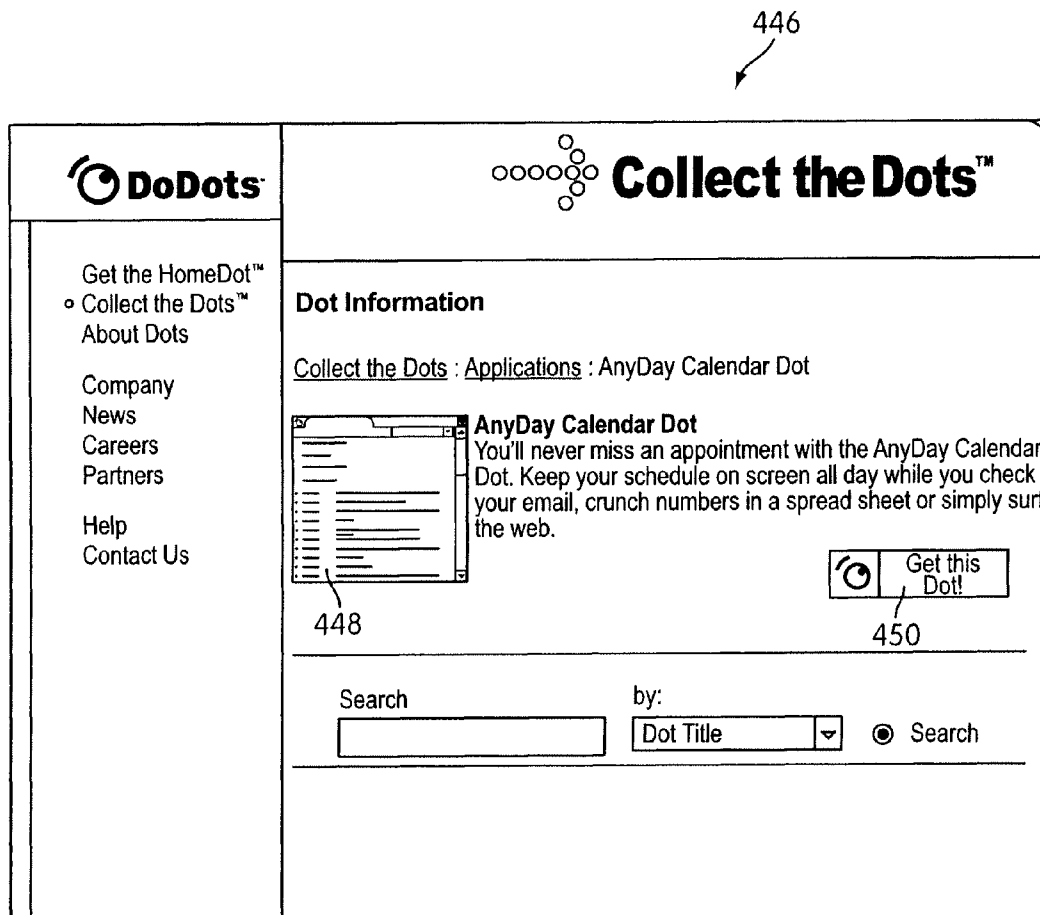 446
DoDots
Collect the Dots™
Get the HomeDot™
Collect the Dots™
About Dots
Company
News
Careers
Partners
Help
Contact Us
Dot Information
Collect the Dots : Applications : AnyDay Calendar Dot
AnyDay Calendar Dot
You'll never miss an appointment with the AnyDay Calendar
Dot. Keep your schedule on screen all day while you check
your email, crunch numbers in a spread sheet or simply surf
the web.
Get this
Dot!
448
450
Search
by:
Dot Title
Search